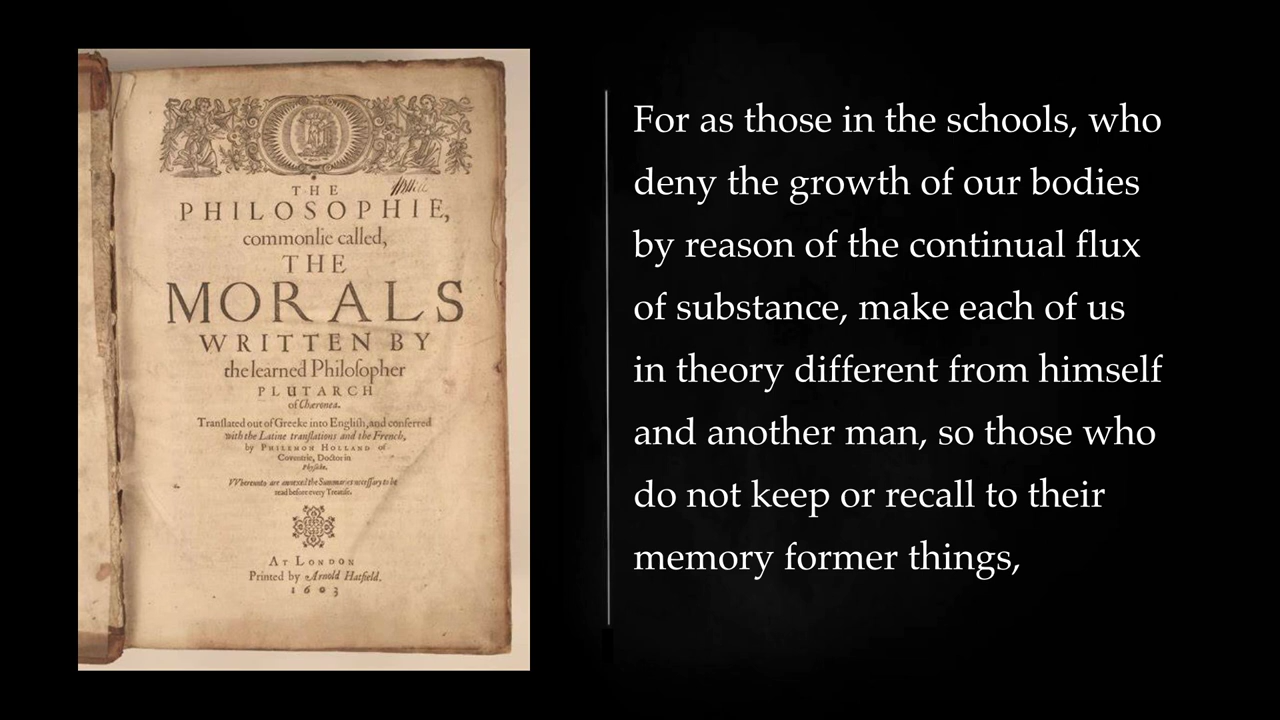 THE
PHILOSOPHIE,
commonlie called,
THE
MORALS
WRITTEN BY
the learned Philosopher
PLUTARCH
of Chæronea.
Translated out of Greeke into English, and conferred
with the Latine translations and the French,
by PHILEMON HOLLAND of
Coventrie, Doctor in
Physicke.
VVhereunto are annexed the Summaries necessary to be
read before every Treatise.
AT LONDON
Printed by Arnold Hatfield.
1603
For as those in the schools, who
deny the growth of our bodies
by reason of the continual flux
of substance, make each of us
in theory different from himself
and another man, so those who
do not keep or recall to their
memory former things,